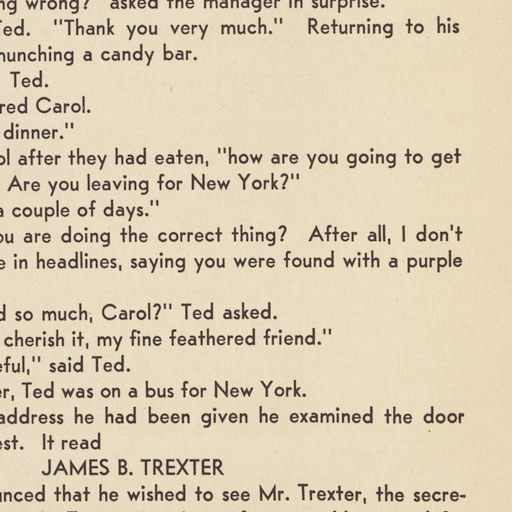 ng wrong?" asked the manager in surprise.
Ted. "Thank you very much." Returning to his
munching a candy bar.
Ted.
red Carol.
dinner."
ol after they had eaten, "how are you going to get
Are you leaving for New York?"
a couple of days."
ou are doing the correct thing? After all, I don't
e in headlines, saying you were found with a purple
d so much, Carol?" Ted asked.
cherish it, my fine feathered friend."
eful," said Ted.
er, Ted was on a bus for New York.
address he had been given he examined the door
est. It read
JAMES B. TREXTER
unced that he wished to see Mr. Trexter, the secre-